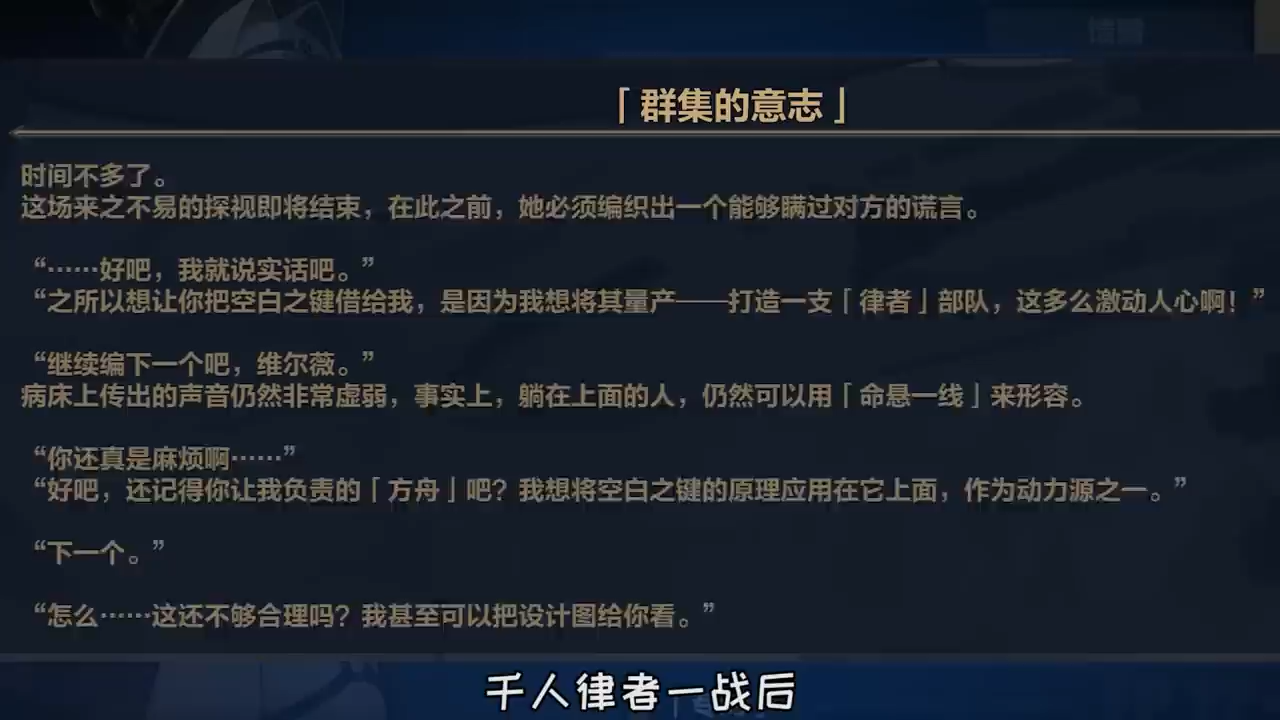 「群集的意志」
时间不多了。
这场来之不易的探视即将结束，在此之前，她必须编织出一个能够瞒过对方的谎言。
“……好吧，我就说实话吧。”
“之所以想让你把空白之键借给我，是因为我想将其量产——打造一支「律者」部队，这多么激动人心啊！”
“继续编下一个吧，维尔薇。”
病床上传出的声音仍然非常虚弱，事实上，躺在上面的人，仍然可以用「命悬一线」来形容。
“你还真是麻烦啊……”
“好吧，还记得你让我负责的「方舟」吧？我想将空白之键的原理应用在它上面，作为动力源之一。”
“下一个。”
“怎么……这还不够合理吗？我甚至可以把设计图给你看。”
千人律者一战后